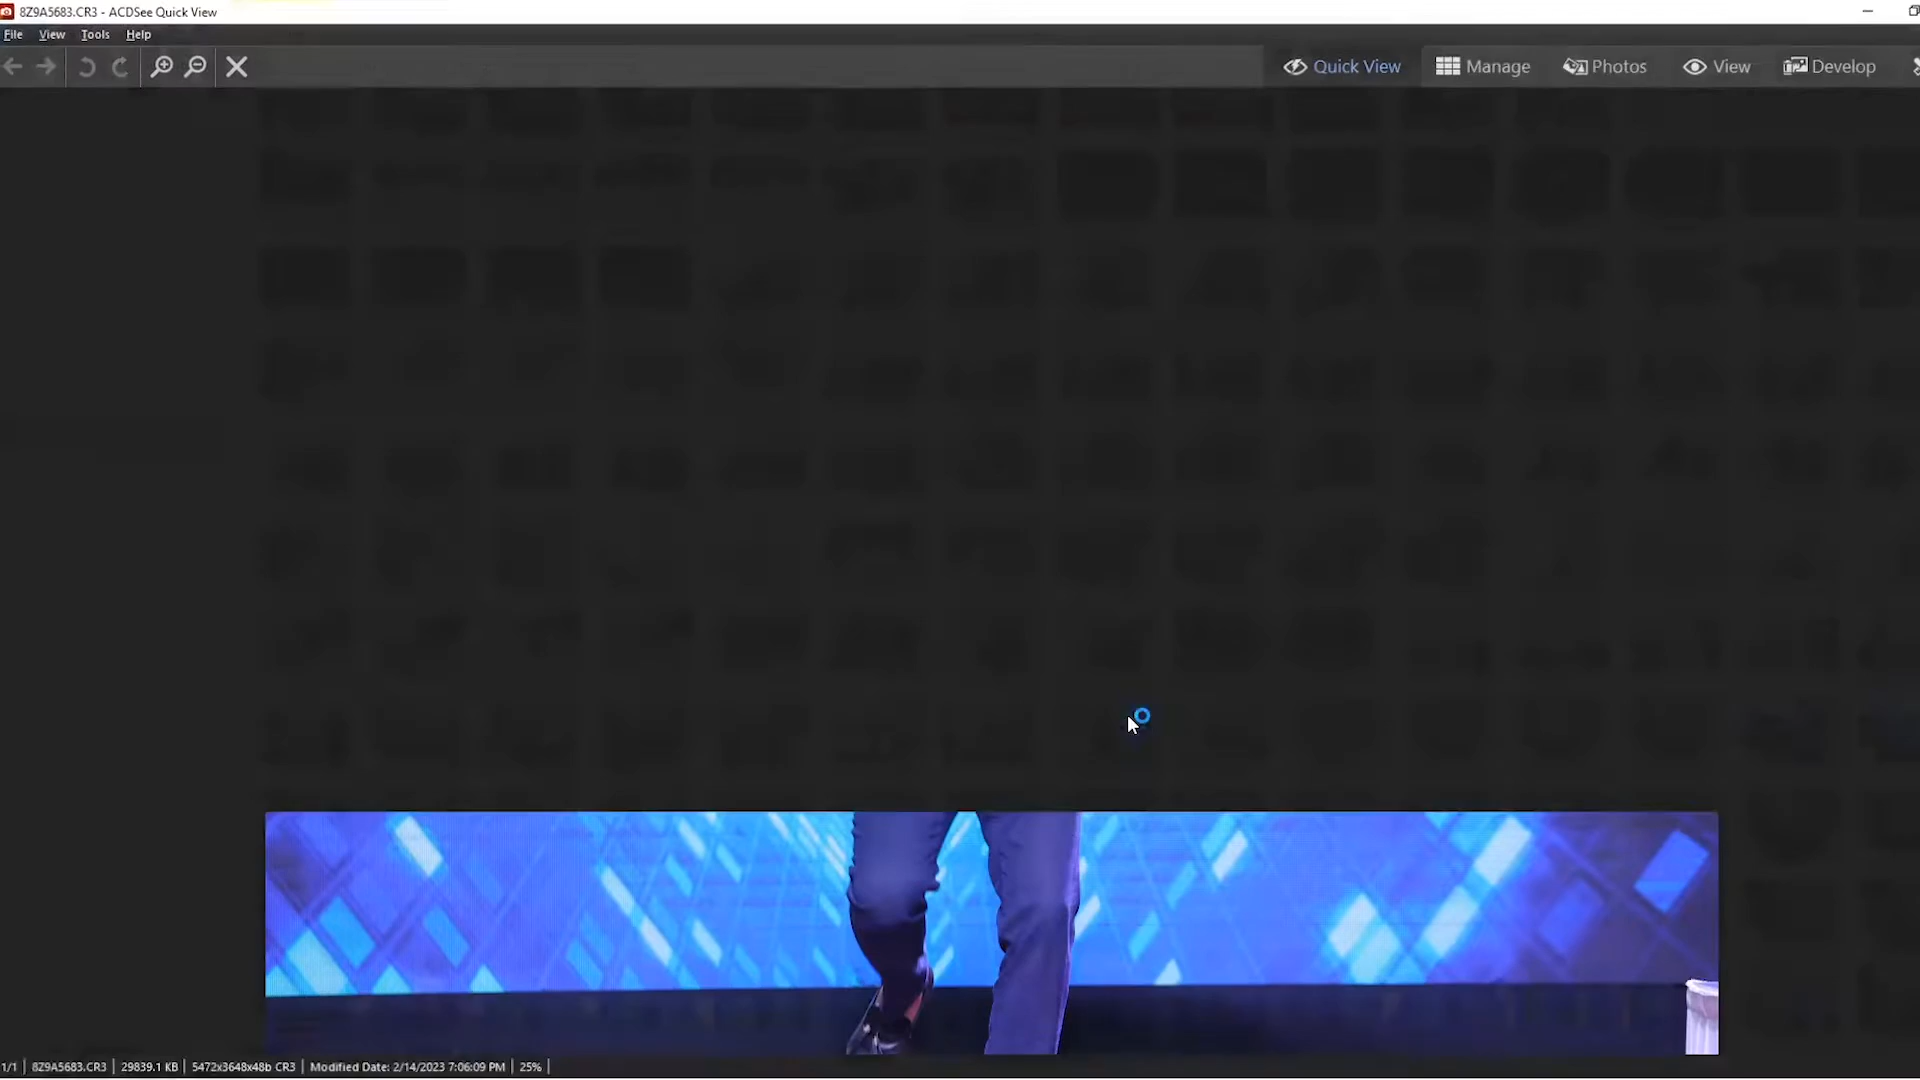 8Z9A5683.CR3 - ACDSee Quick View
File View Tools Help
Quick View Manage Photos View Develop
1/1 8Z9A5683.CR3 29839.1 KB 5472x3648x48b CR3 Modified Date: 2/14/2023 7:06:09 PM 25%